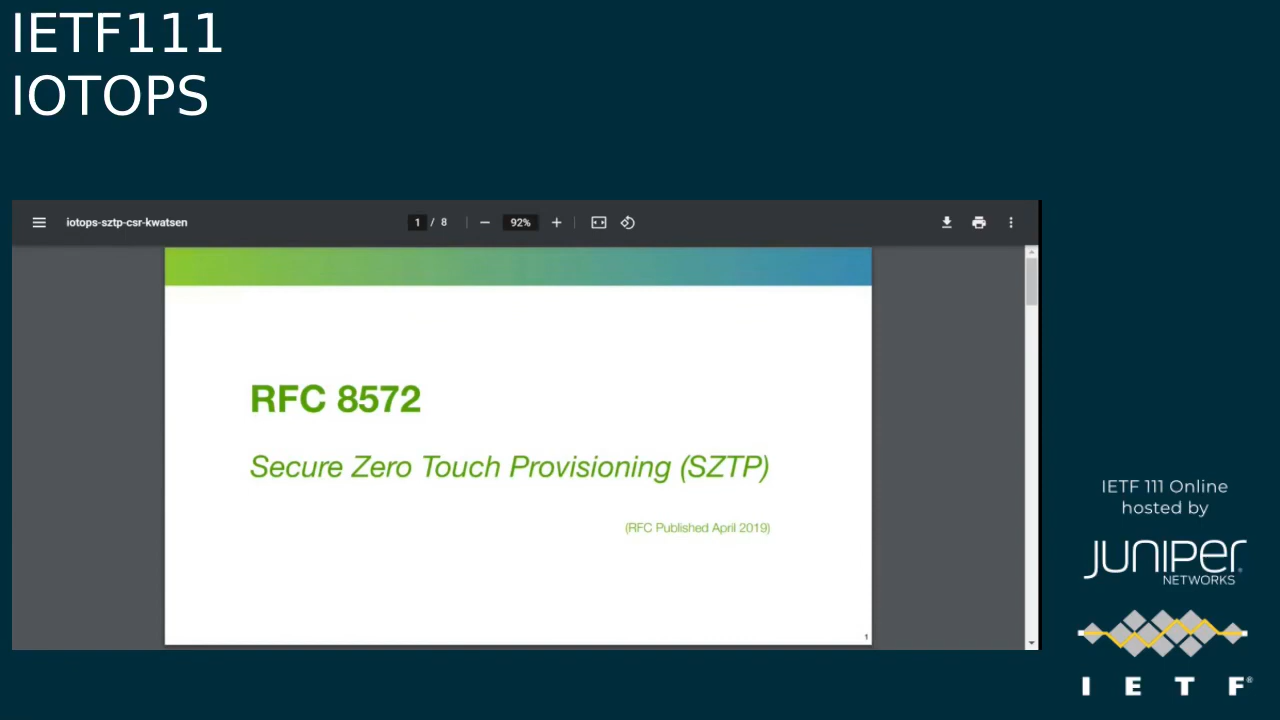 IETF111
IOTOPS
iotops-sztp-csr-kwatsen
1 / 8
92%
RFC 8572
Secure Zero Touch Provisioning (SZTP)
(RFC Published April 2019)
1
IETF 111 Online
hosted by
JUNIPER
NETWORKS
I E T F®